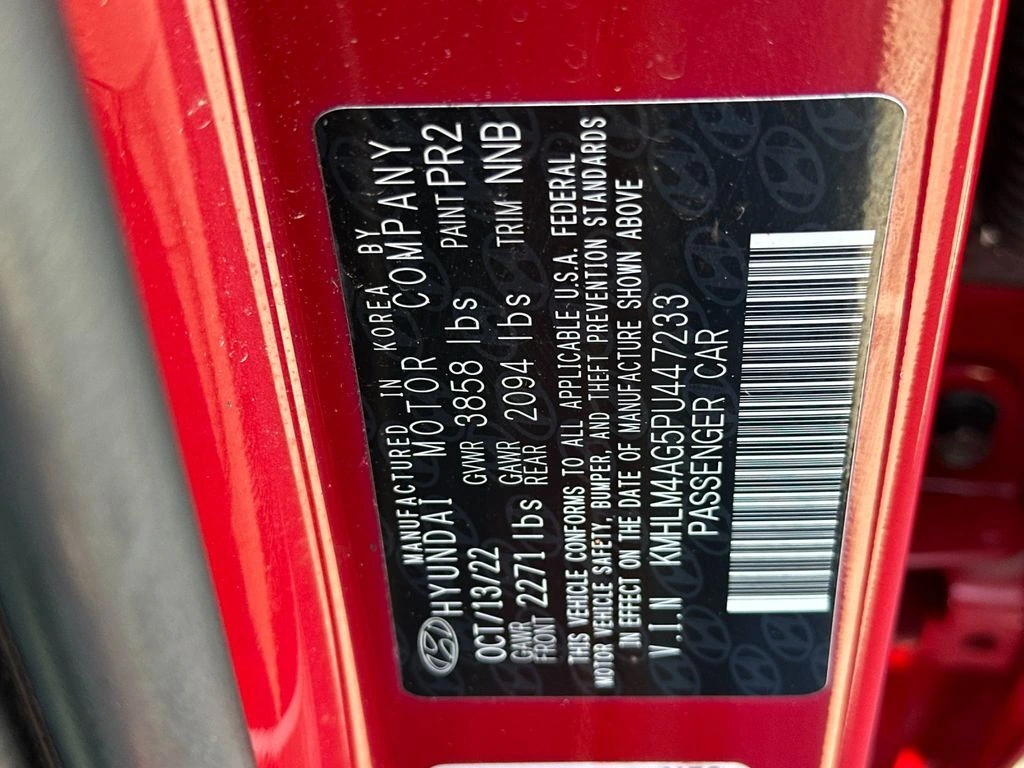 MANUFACTURED IN KOREA BY
HYUNDAI MOTOR COMPANY
OCT/13/22 GVWR 3858 lbs PAINT PR2
GAWR FRONT 2271 lbs GAWR REAR 2094 lbs TRIM NNB
THIS VEHICLE CONFORMS TO ALL APPLICABLE U.S.A. FEDERAL
MOTOR VEHICLE SAFETY, BUMPER, AND THEFT PREVENTION STANDARDS
IN EFFECT ON THE DATE OF MANUFACTURE SHOWN ABOVE
V.I.N KMHLM4AG5PU447233
PASSENGER CAR